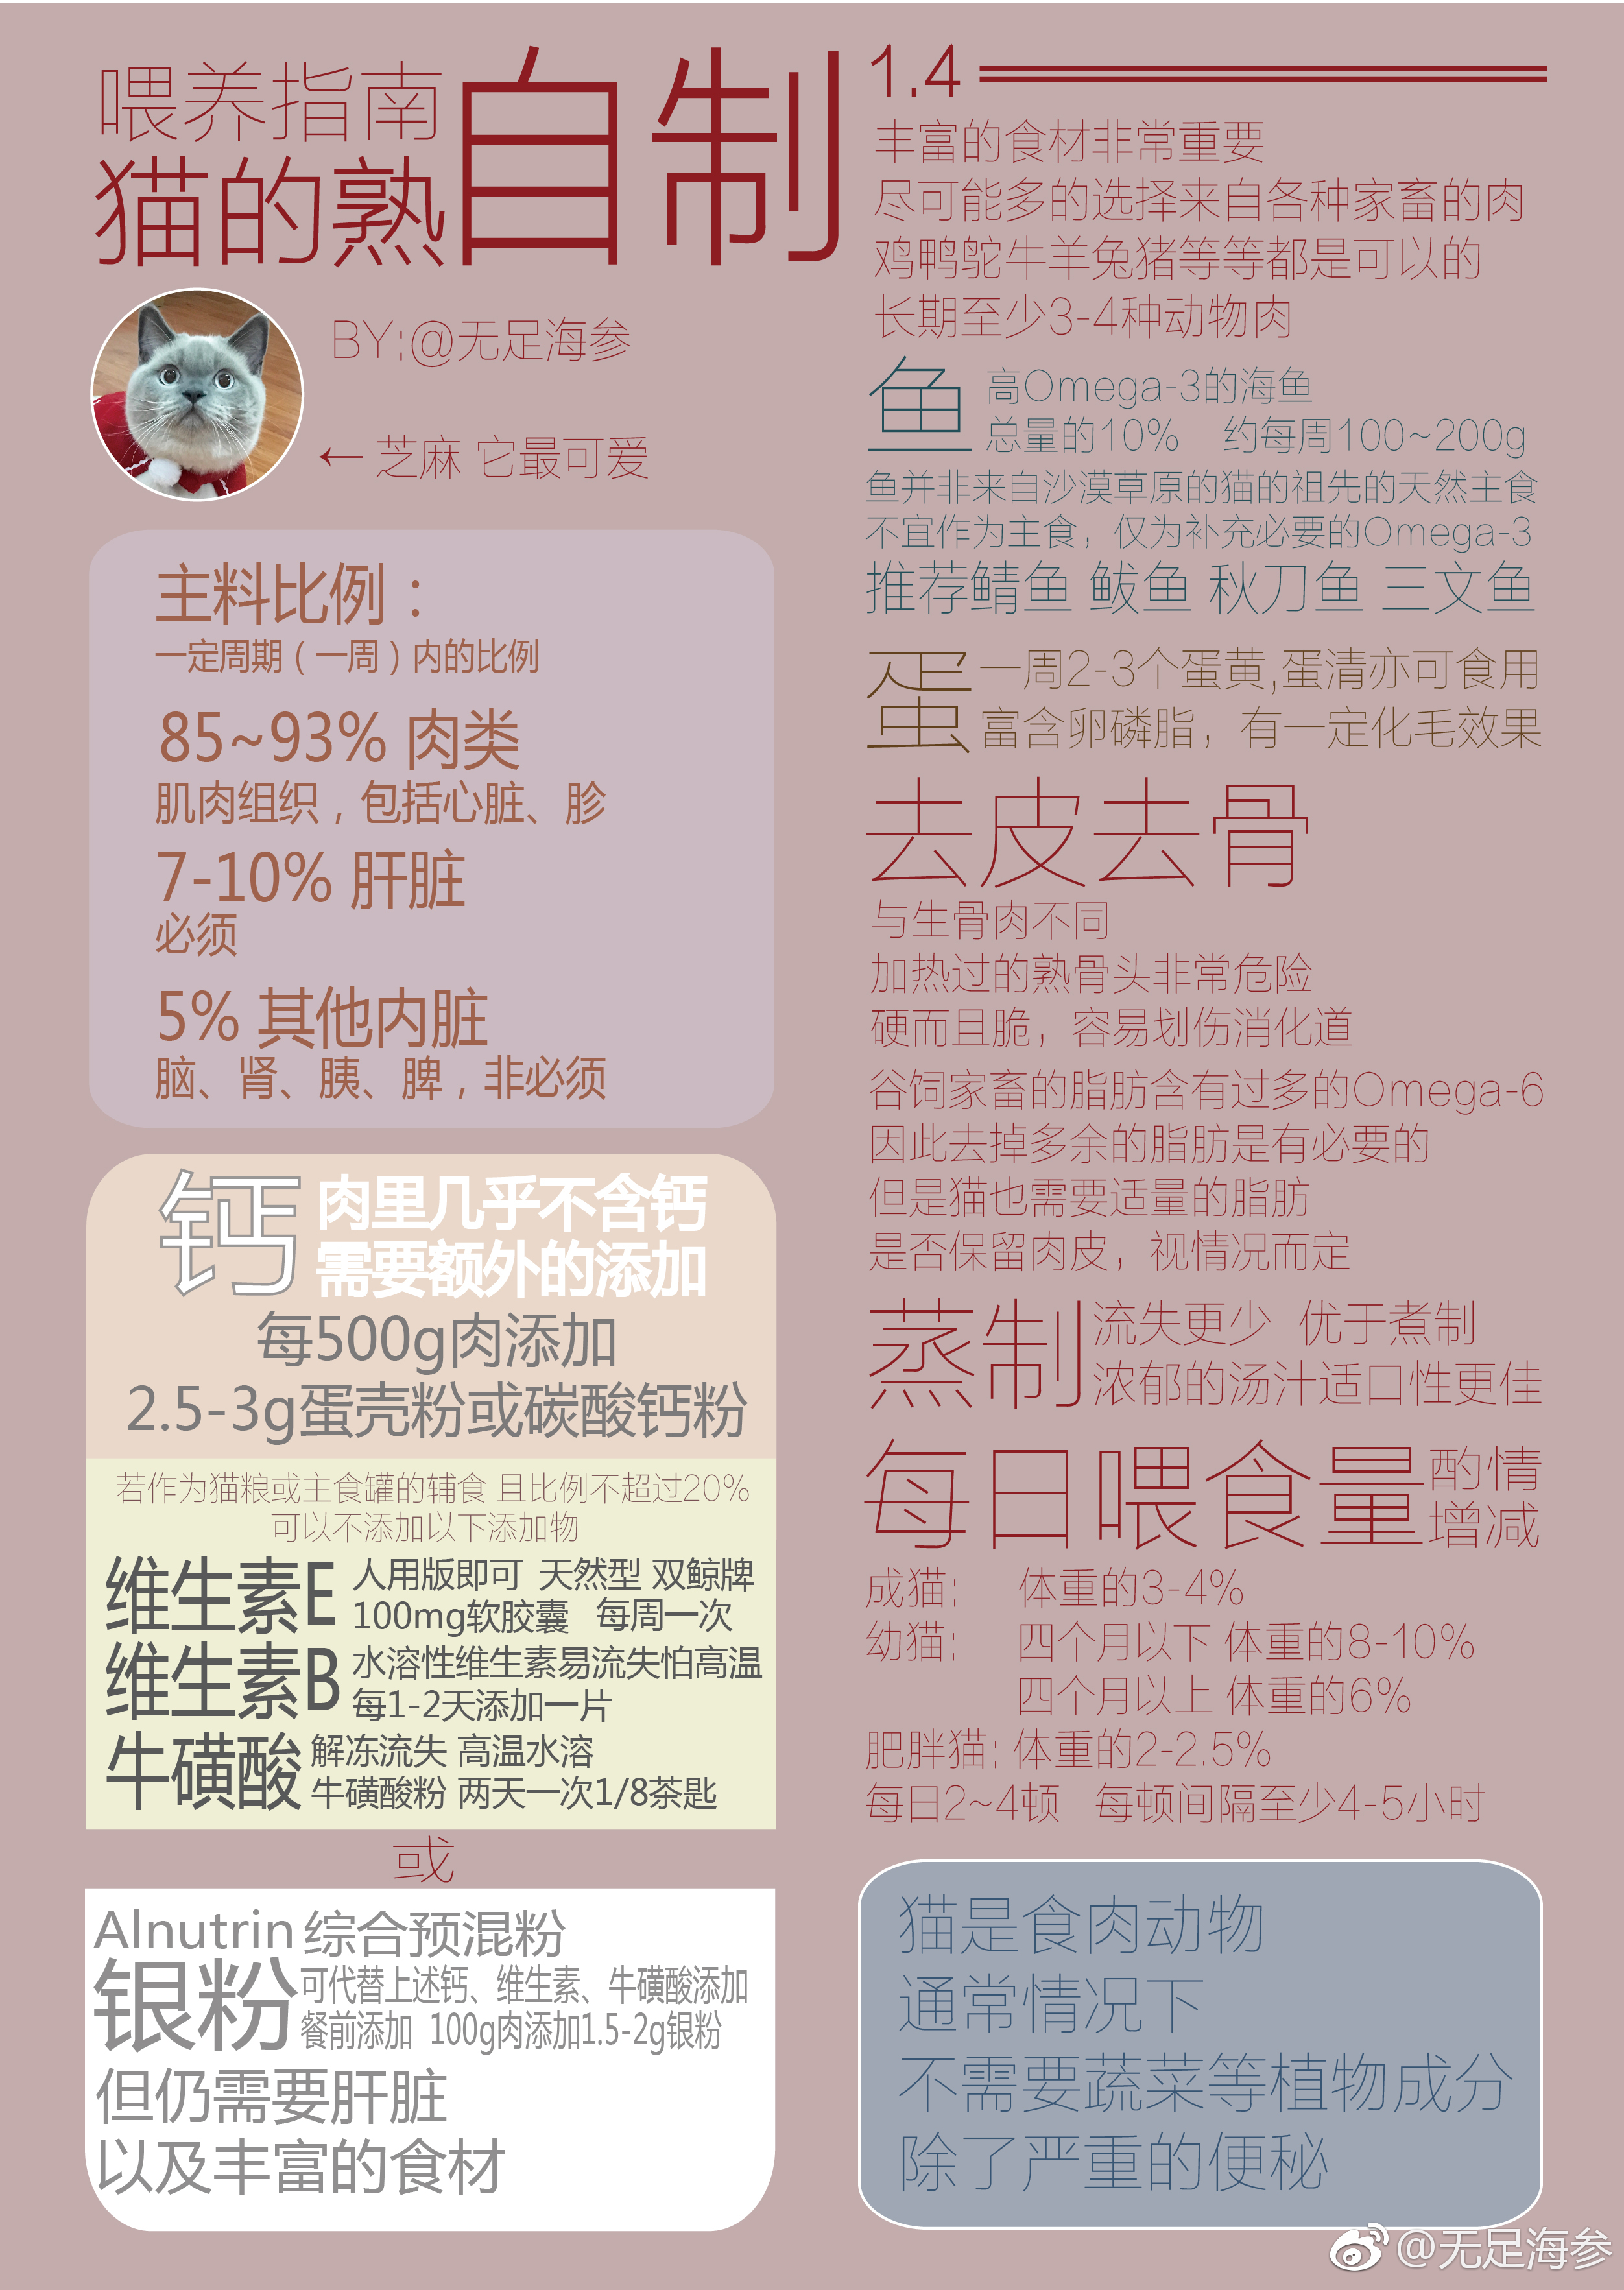 喂养指南
猫的熟自制
1.4
BY:@无足海参
← 芝麻 它最可爱
主料比例：
一定周期（一周）内的比例
85~93% 肉类
肌肉组织，包括心脏、胗
7-10% 肝脏
必须
5% 其他内脏
脑、肾、胰、脾，非必须
钙
肉里几乎不含钙
需要额外的添加
每500g肉添加
2.5-3g蛋壳粉或碳酸钙粉
若作为猫粮或主食罐的辅食 且比例不超过20%
可以不添加以下添加物
维生素E
人用版即可 天然型 双鲸牌
100mg软胶囊 每周一次
维生素B
水溶性维生素易流失怕高温
每1-2天添加一片
牛磺酸
解冻流失 高温水溶
牛磺酸粉 两天一次1/8茶匙
或
Alnutrin综合预混粉
银粉
可代替上述钙、维生素、牛磺酸添加
餐前添加 100g肉添加1.5-2g银粉
但仍需要肝脏
以及丰富的食材
丰富的食材非常重要
尽可能多的选择来自各种家畜的肉
鸡鸭鸵牛羊兔猪等等都是可以的
长期至少3-4种动物肉
鱼
高Omega-3的海鱼
总量的10% 约每周100~200g
鱼并非来自沙漠草原的猫的祖先的天然主食
不宜作为主食，仅为补充必要的Omega-3
推荐鲭鱼 鲅鱼 秋刀鱼 三文鱼
蛋
一周2-3个蛋黄,蛋清亦可食用
富含卵磷脂，有一定化毛效果
去皮去骨
与生骨肉不同
加热过的熟骨头非常危险
硬而且脆，容易划伤消化道
谷饲家畜的脂肪含有过多的Omega-6
因此去掉多余的脂肪是有必要的
但是猫也需要适量的脂肪
是否保留肉皮，视情况而定
蒸制
流失更少 优于煮制
浓郁的汤汁适口性更佳
每日喂食量
酌情
增减
成猫: 体重的3-4%
幼猫: 四个月以下 体重的8-10%
四个月以上 体重的6%
肥胖猫: 体重的2-2.5%
每日2~4顿 每顿间隔至少4-5小时
猫是食肉动物
通常情况下
不需要蔬菜等植物成分
除了严重的便秘
@无足海参